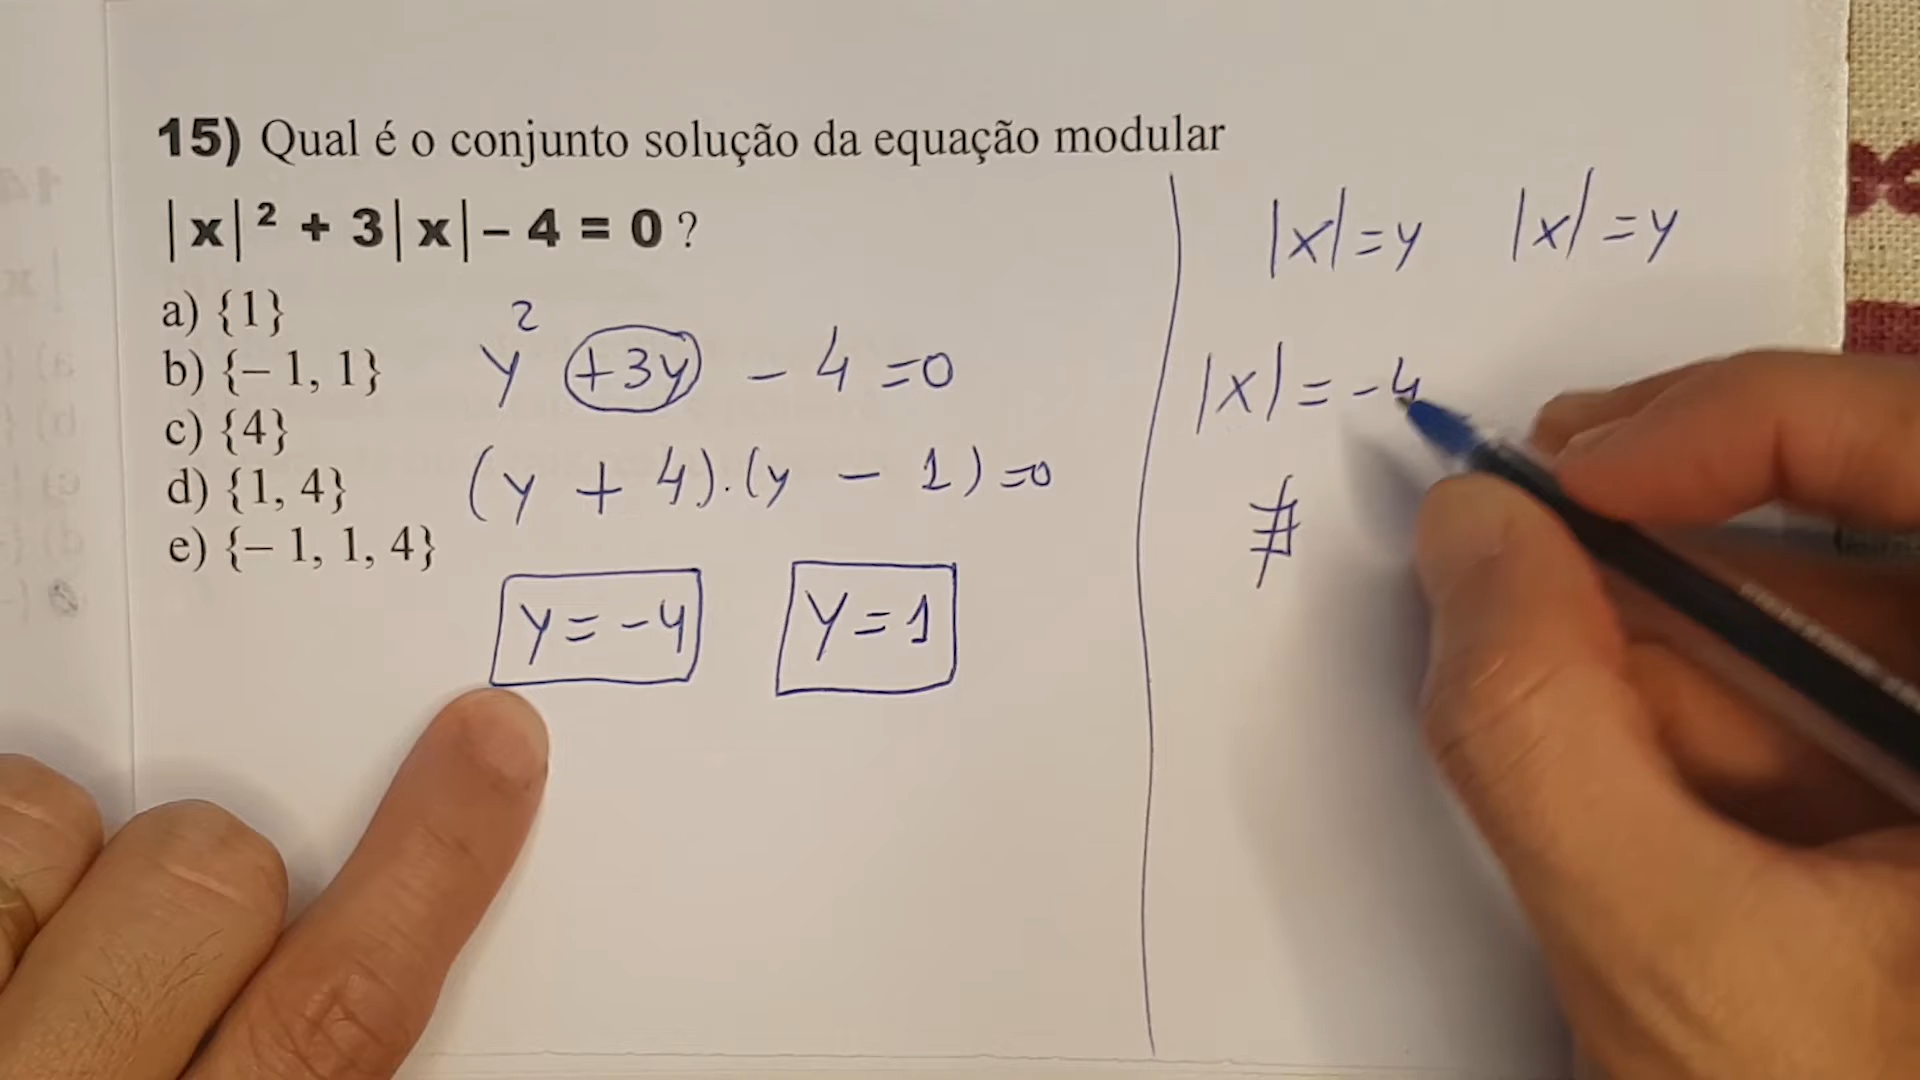 15) Qual é o conjunto solução da equação modular
|x|² + 3|x| – 4 = 0 ?
a) {1}
b) {– 1, 1}
c) {4}
d) {1, 4}
e) {– 1, 1, 4}
y² +3y - 4 = 0
(y + 4).(y - 1) = 0
y = -4
y = 1
|x| = y |x| = y
|x| = -4
∄